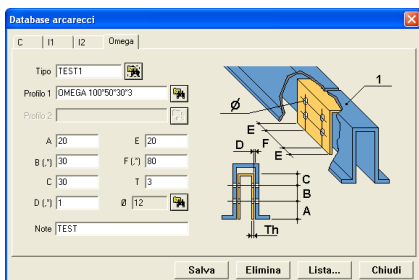 Database arcarecci
C I1 I2 Omega
Tipo TEST1
Profilo 1 OMEGA 100*50*30*3
Profilo 2
A 20 E 20
B (,") 30 F (,") 80
C 30 T 3
D (,") 1 Ø 12
Note TEST
Ø
1
E
D F
E
C
B
A
Th
Salva Elimina Lista... Chiudi